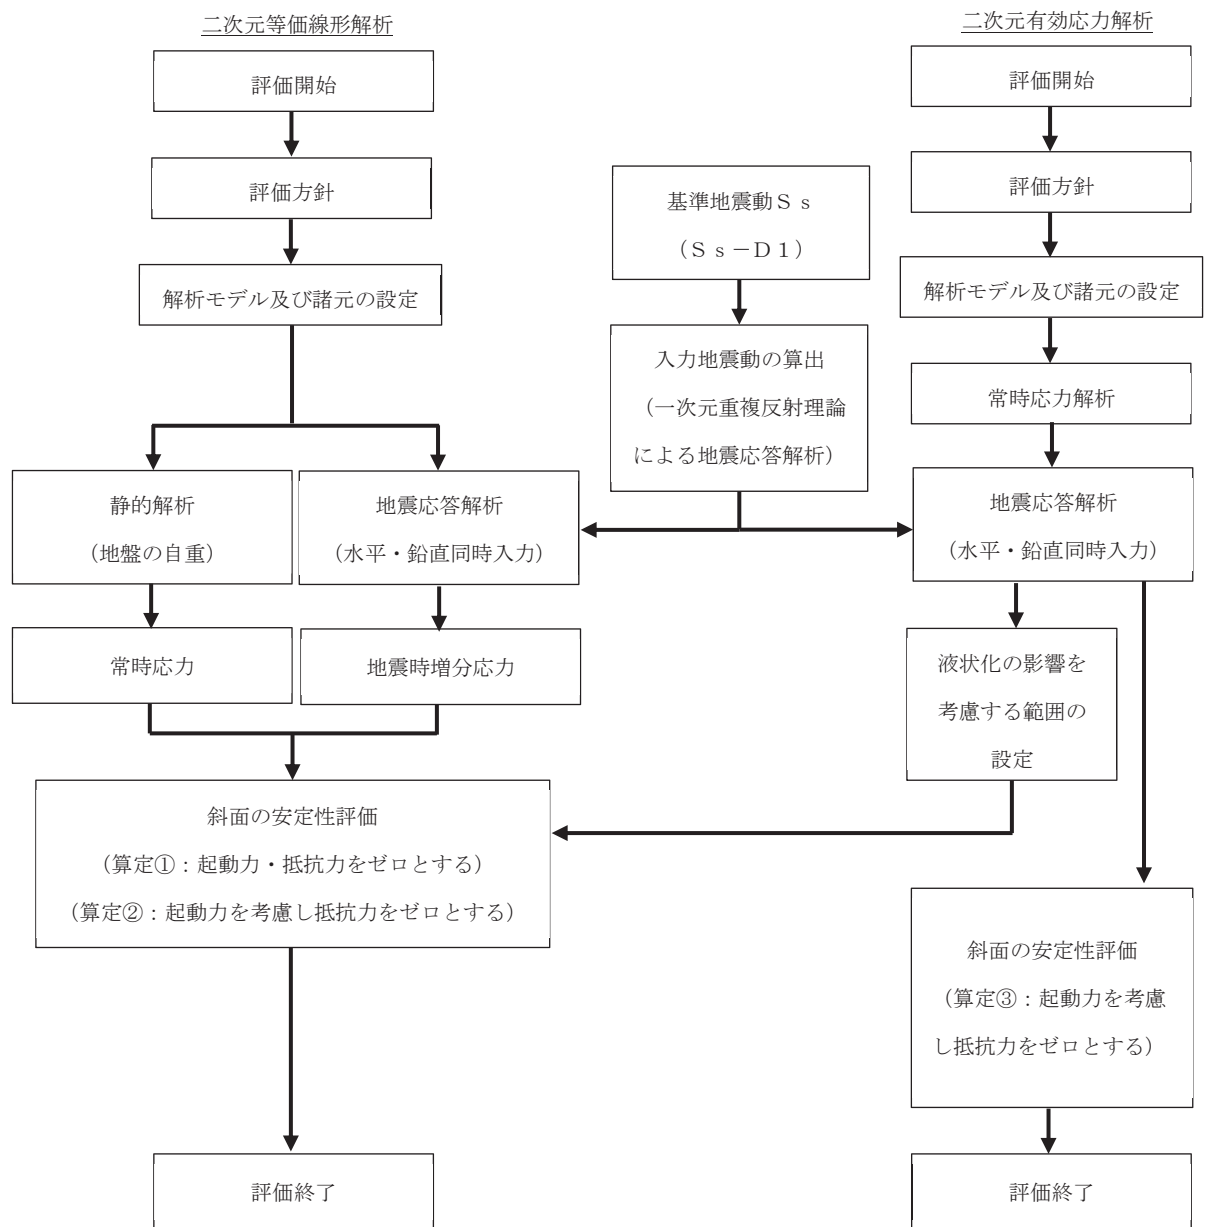 二次元等価線形解析
評価開始
評価方針
解析モデル及び諸元の設定
静的解析
（地盤の自重）
地震応答解析
（水平・鉛直同時入力）
常時応力
地震時増分応力
斜面の安定性評価
（算定①：起動力・抵抗力をゼロとする）
（算定②：起動力を考慮し抵抗力をゼロとする）
評価終了
基準地震動Ｓｓ
（Ｓｓ－Ｄ１）
入力地震動の算出
（一次元重複反射理論
による地震応答解析）
二次元有効応力解析
評価開始
評価方針
解析モデル及び諸元の設定
常時応力解析
地震応答解析
（水平・鉛直同時入力）
液状化の影響を
考慮する範囲の
設定
斜面の安定性評価
（算定③：起動力を考慮
し抵抗力をゼロとする）
評価終了